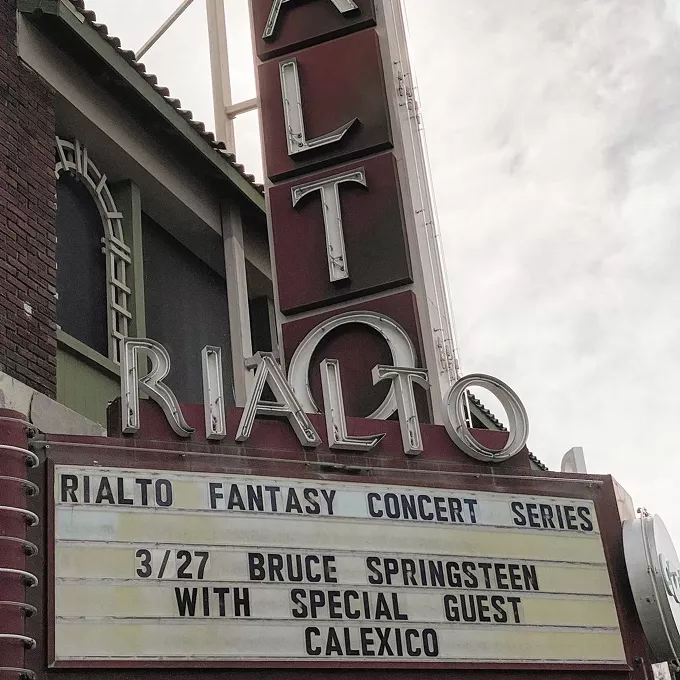 A
L
T
O
RIALTO
RIALTO FANTASY CONCERT SERIES
3/27 BRUCE SPRINGSTEEN
WITH SPECIAL GUEST
CALEXICO